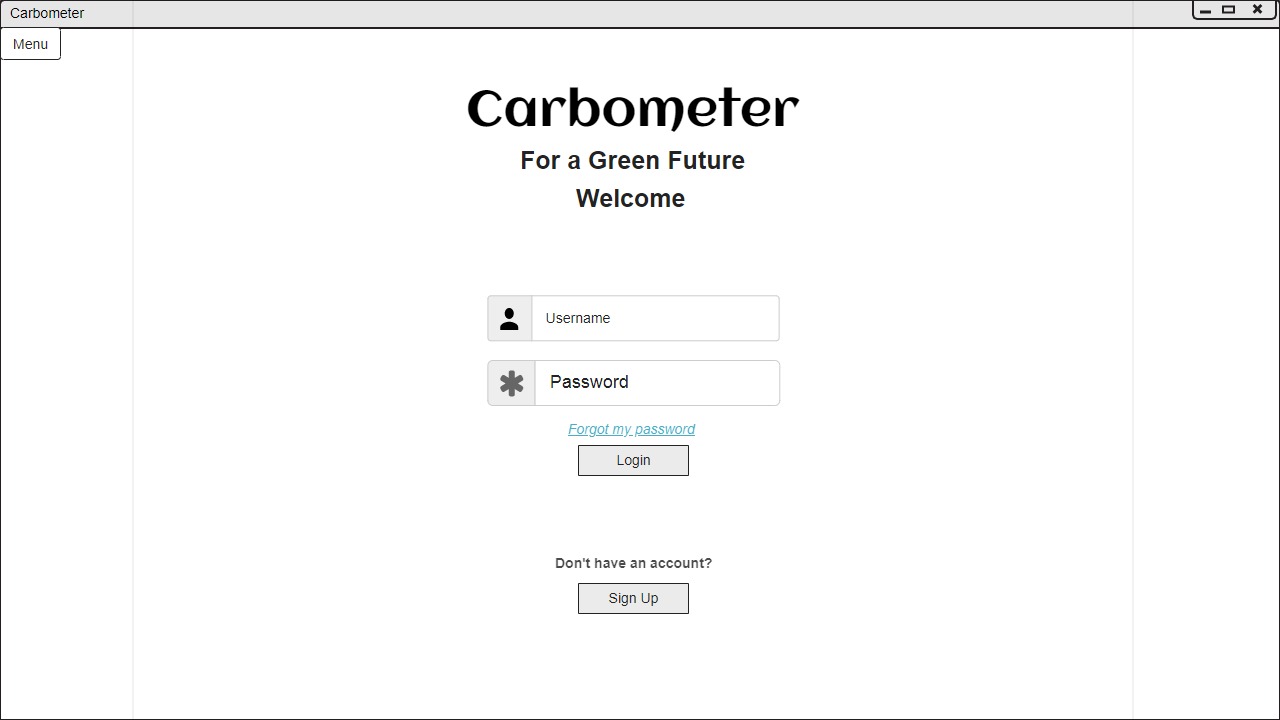 Carbometer
Menu
Carbometer
For a Green Future
Welcome
Username
Password
Forgot my password
Login
Don't have an account?
Sign Up